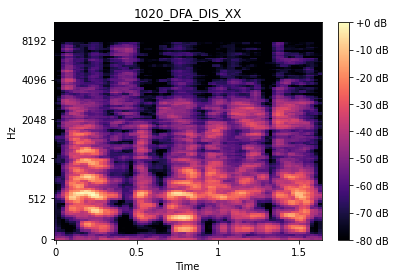 1020_DFA_DIS_XX
+0 dB
8192
-10 dB
4096
-20 dB
-30 dB
2048
Hz
-40 dB
1024
-50 dB
512
-60 dB
-70 dB
0
-80 dB
0
0.5
1
1.5
Time